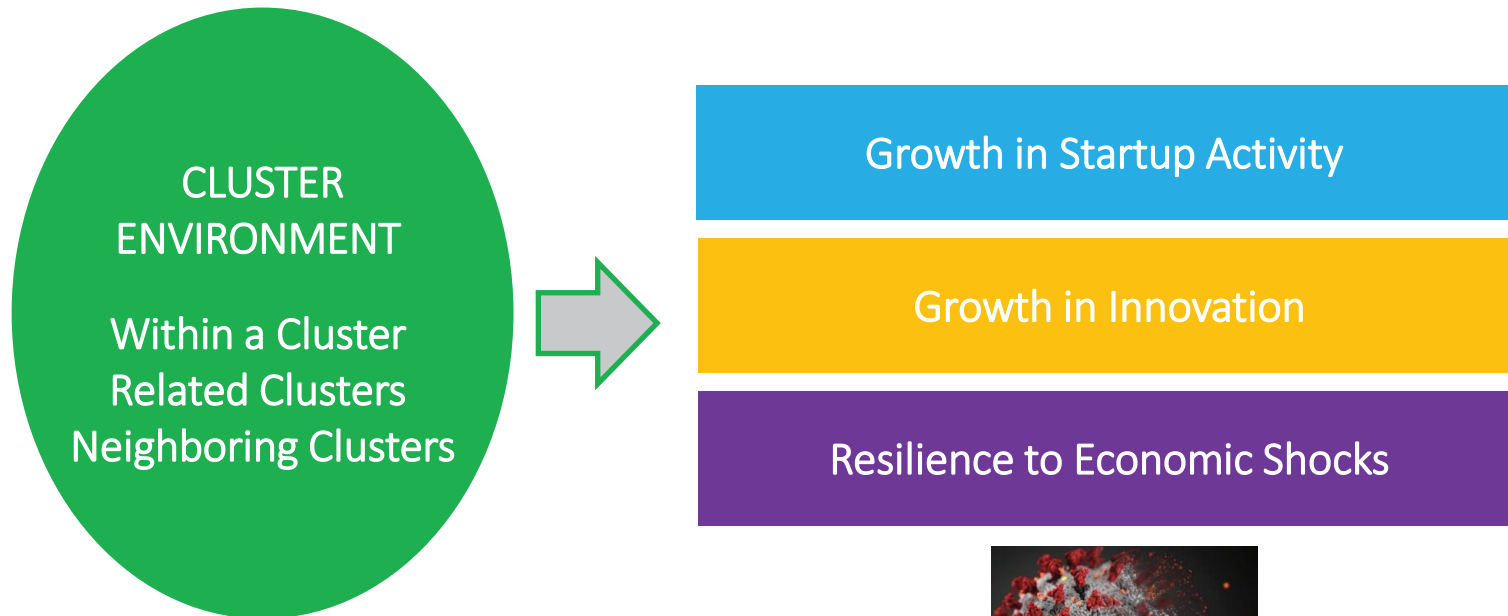 CLUSTER
ENVIRONMENT
Within a Cluster
Related Clusters
Neighboring Clusters
Growth in Startup Activity
Growth in Innovation
Resilience to Economic Shocks